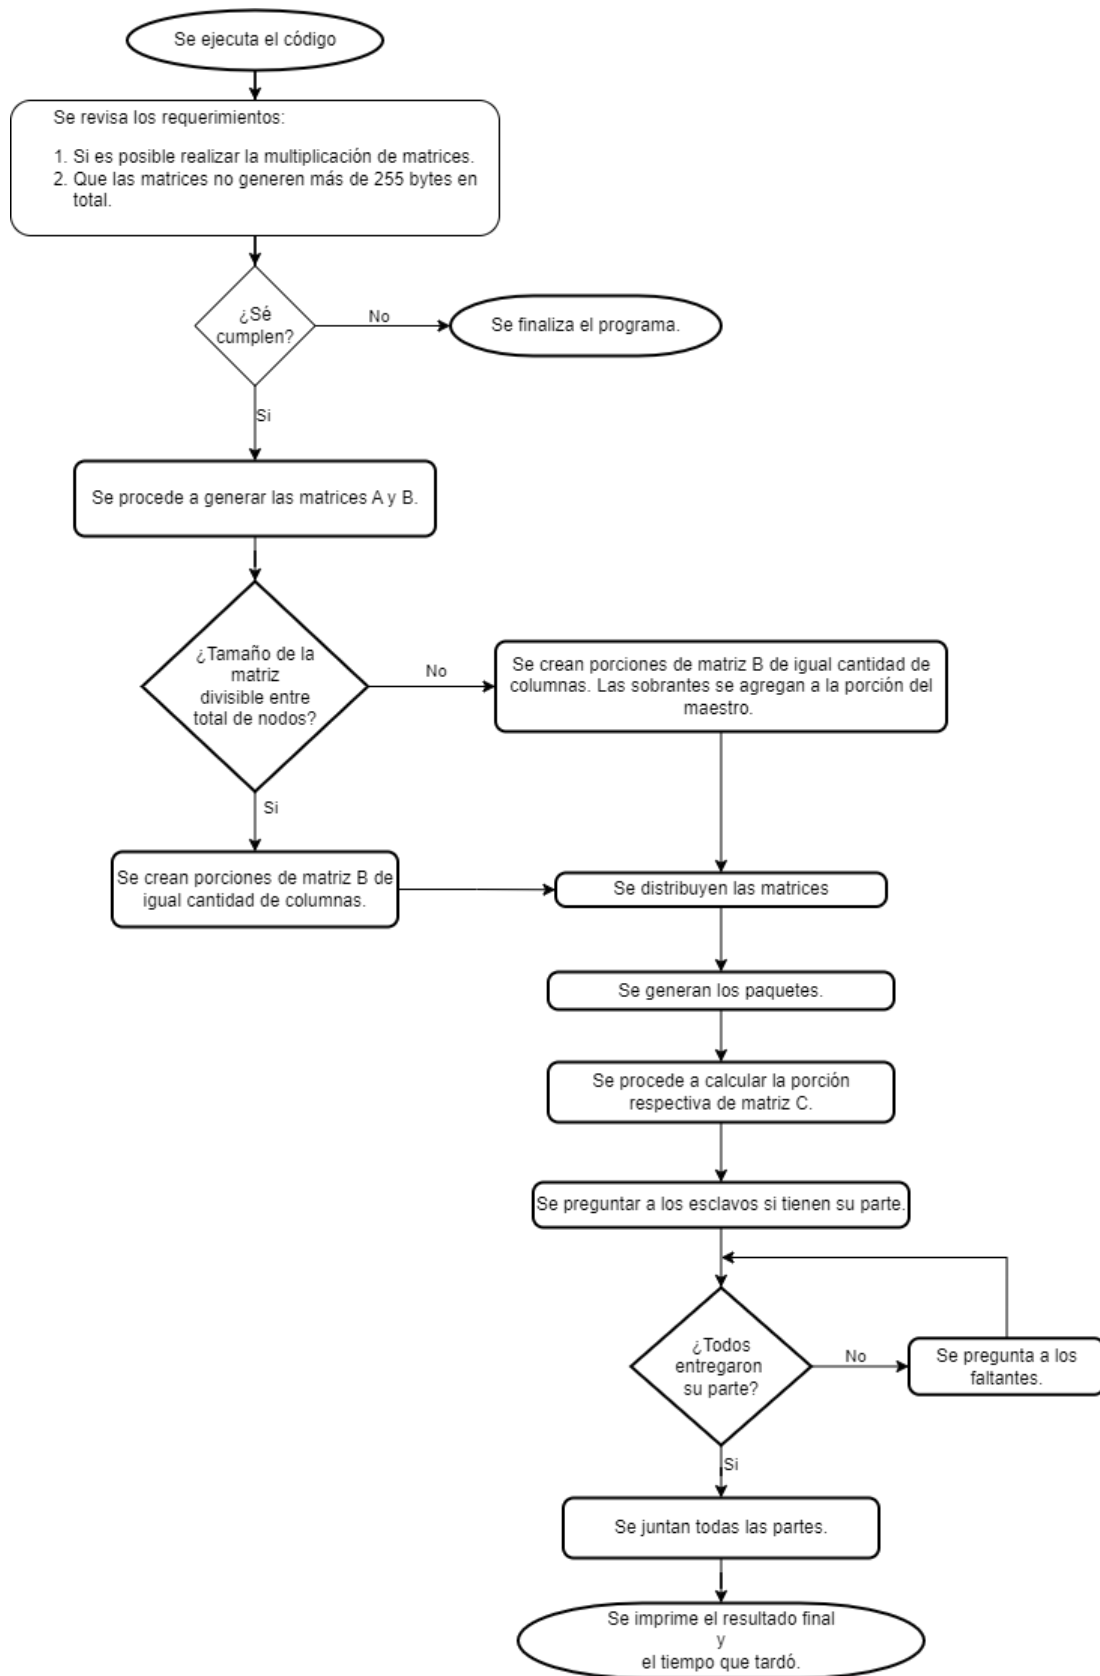 Se ejecuta el código
Se revisa los requerimientos:
1. Si es posible realizar la multiplicación de matrices.
2. Que las matrices no generen más de 255 bytes en
total.
¿Sé
cumplen?
No
Se finaliza el programa.
Si
Se procede a generar las matrices A y B.
¿Tamaño de la
matriz
divisible entre
total de nodos?
No
Se crean porciones de matriz B de igual cantidad de
columnas. Las sobrantes se agregan a la porción del
maestro.
Si
Se crean porciones de matriz B de
igual cantidad de columnas.
Se distribuyen las matrices
Se generan los paquetes.
Se procede a calcular la porción
respectiva de matriz C.
Se preguntar a los esclavos si tienen su parte.
¿Todos
entregaron
su parte?
No
Se pregunta a los
faltantes.
Si
Se juntan todas las partes.
Se imprime el resultado final
y
el tiempo que tardó.